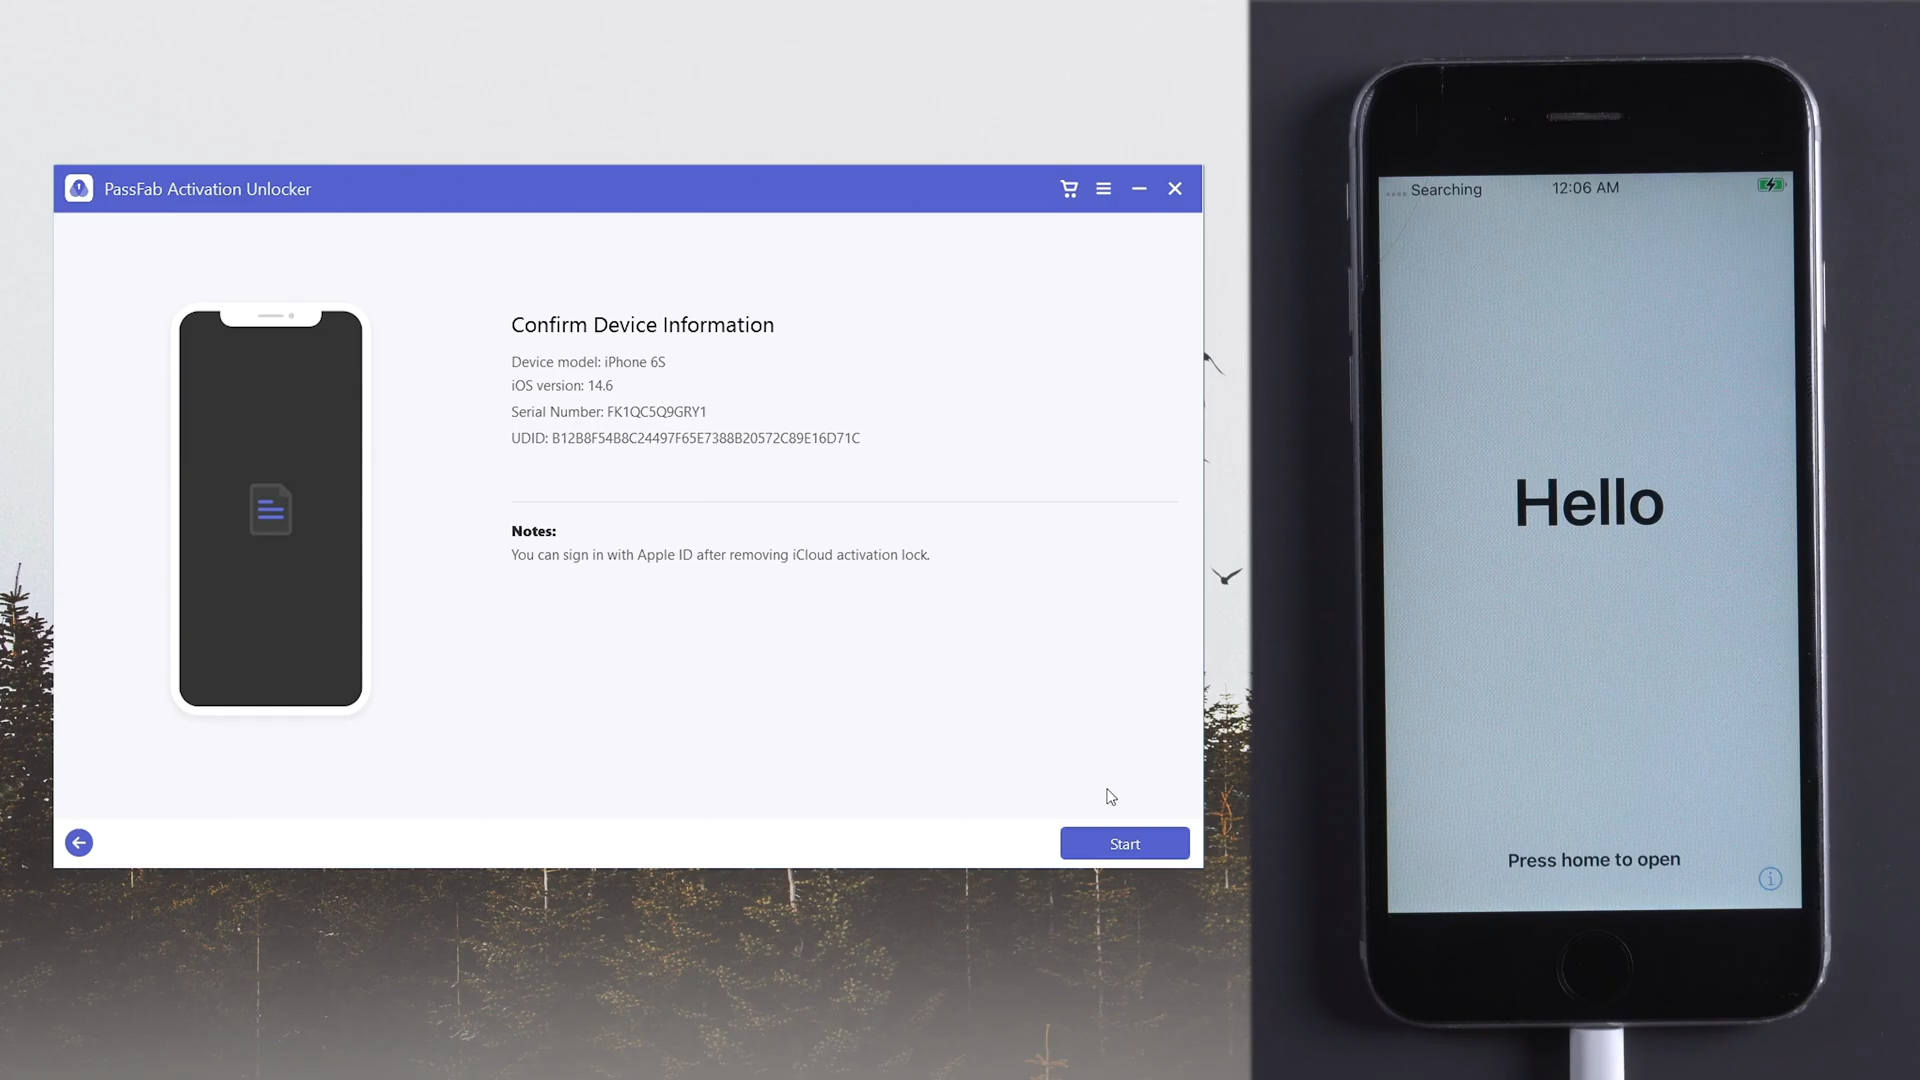 PassFab Activation Unlocker
Confirm Device Information
Device model: iPhone 6S
iOS version: 14.6
Serial Number: FK1QC5Q9GRY1
UDID: B12B8F54B8C24497F65E7388B20572C89E16D71C
Notes:
You can sign in with Apple ID after removing iCloud activation lock.
Start
Searching
12:06 AM
Hello
Press home to open